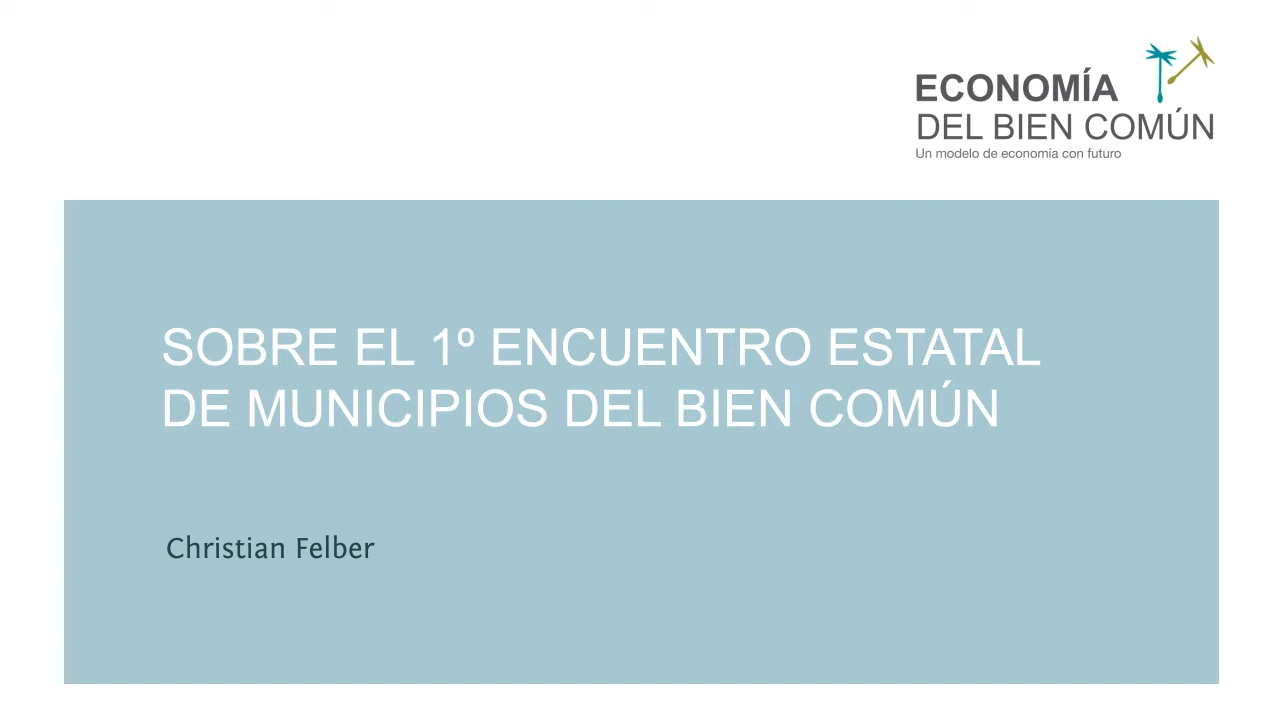 ECONOMÍA
DEL BIEN COMÚN
Un modelo de economía con futuro
SOBRE EL 1º ENCUENTRO ESTATAL
DE MUNICIPIOS DEL BIEN COMÚN
Christian Felber